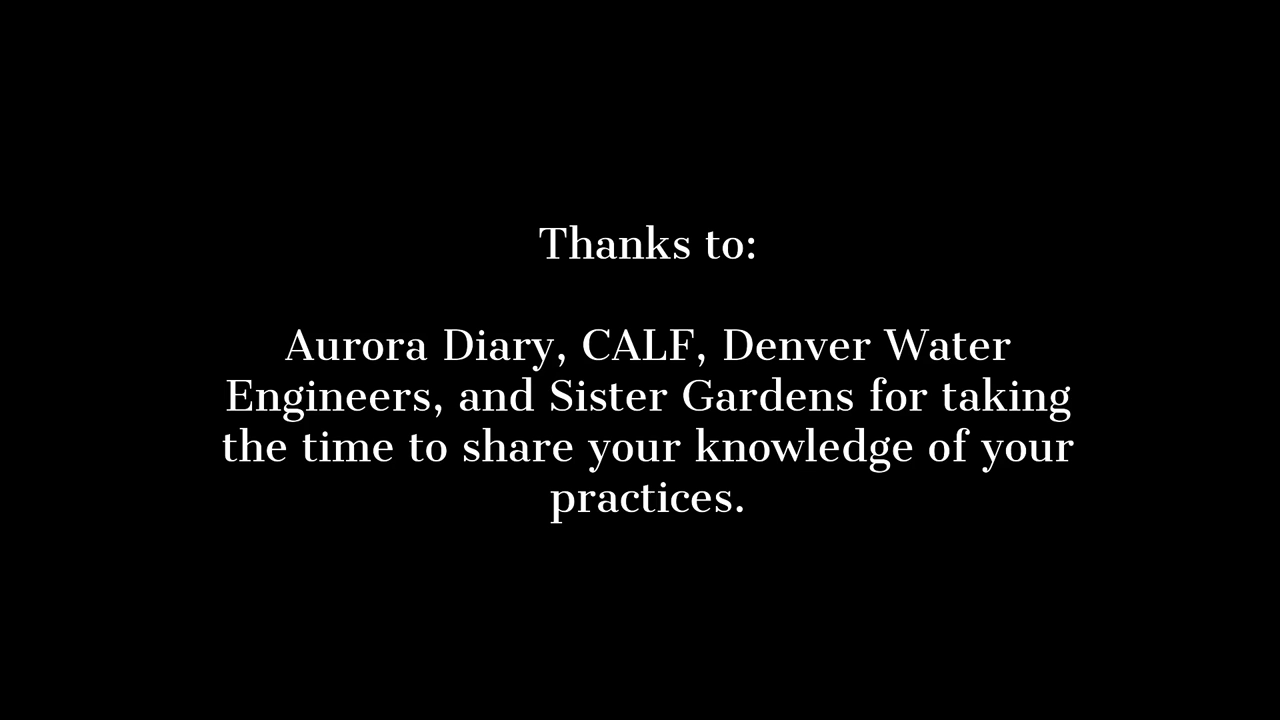 Thanks to:
Aurora Diary, CALF, Denver Water
Engineers, and Sister Gardens for taking
the time to share your knowledge of your
practices.